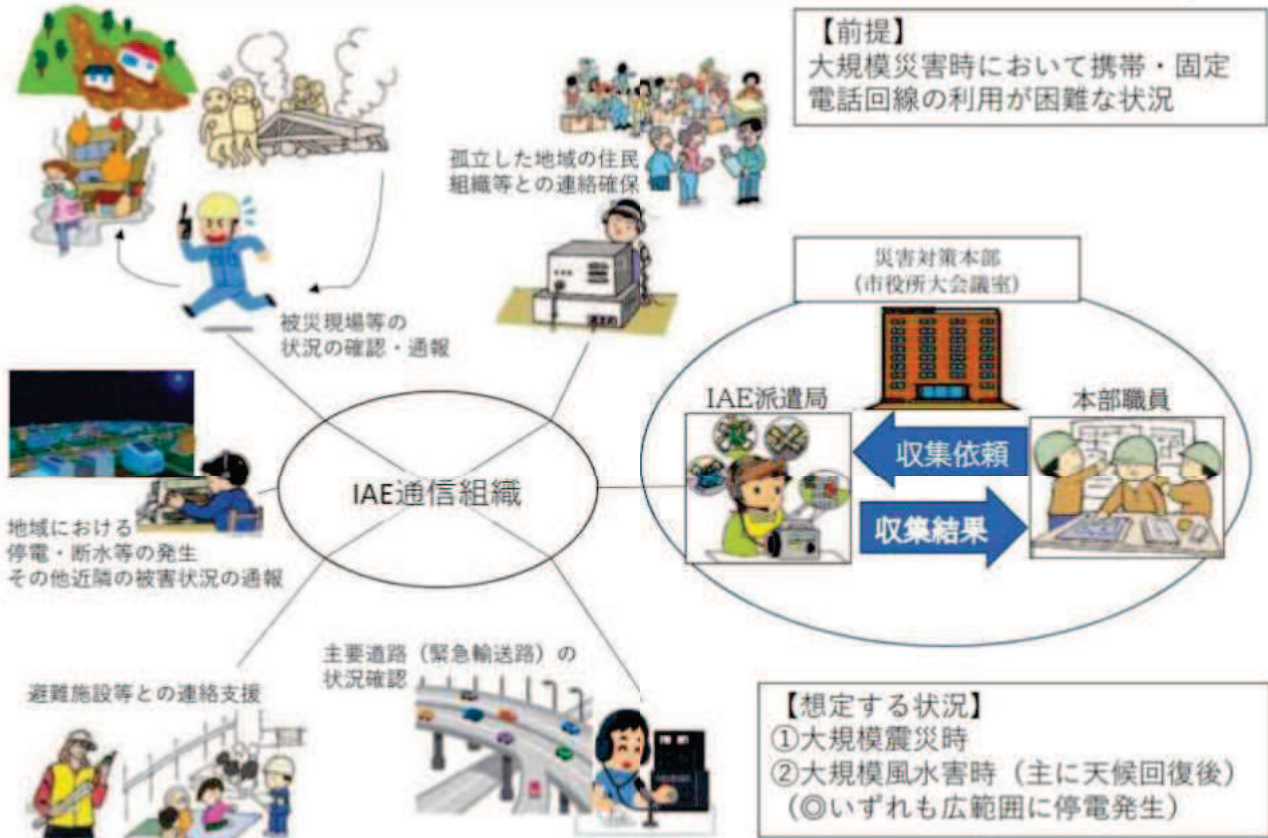 【前提】
大規模災害時において携帯・固定
電話回線の利用が困難な状況
孤立した地域の住民
組織等との連絡確保
災害対策本部
(市役所大会議室)
被災現場等の
状況の確認・通報
IAE派遣局
本部職員
収集依頼
収集結果
IAE通信組織
地域における
停電・断水等の発生
その他近隣の被害状況の通報
主要道路（緊急輸送路）の
状況確認
避難施設等との連絡支援
【想定する状況】
①大規模震災時
②大規模風水害時（主に天候回復後）
（◎いずれも広範囲に停電発生）